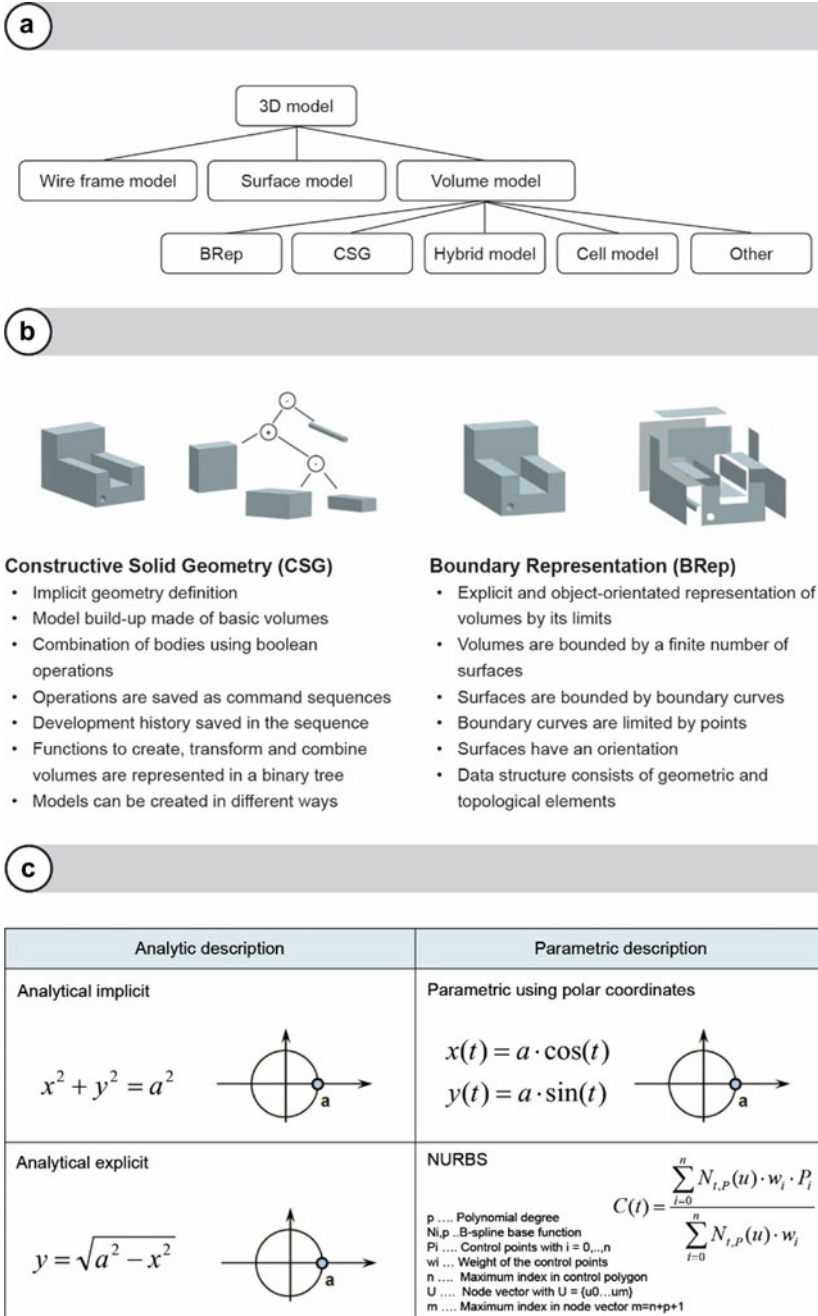 a
3D model
Wire frame model
Surface model
Volume model
BRep
CSG
Hybrid model
Cell model
Other
b
-
+
-
Constructive Solid Geometry (CSG)
• Implicit geometry definition
• Model build-up made of basic volumes
• Combination of bodies using boolean
operations
• Operations are saved as command sequences
• Development history saved in the sequence
• Functions to create, transform and combine
volumes are represented in a binary tree
• Models can be created in different ways
Boundary Representation (BRep)
• Explicit and object-orientated representation of
volumes by its limits
• Volumes are bounded by a finite number of
surfaces
• Surfaces are bounded by boundary curves
• Boundary curves are limited by points
• Surfaces have an orientation
• Data structure consists of geometric and
topological elements
c
Analytic description
Parametric description
Analytical implicit
x² + y² = a²
a
Parametric using polar coordinates
x(t) = a · cos(t)
y(t) = a · sin(t)
a
Analytical explicit
y = √(a² − x²)
a
NURBS
C(t) = (∑_{i=0}^{n} N_{t,P}(u) · w_i · P_i) / (∑_{i=0}^{n} N_{t,P}(u) · w_i)
p .... Polynomial degree
Ni,p ..B-spline base function
Pi .... Control points with i = 0,..,n
wi ... Weight of the control points
n .... Maximum index in control polygon
U .... Node vector with U = {u0...um}
m .... Maximum index in node vector m=n+p+1